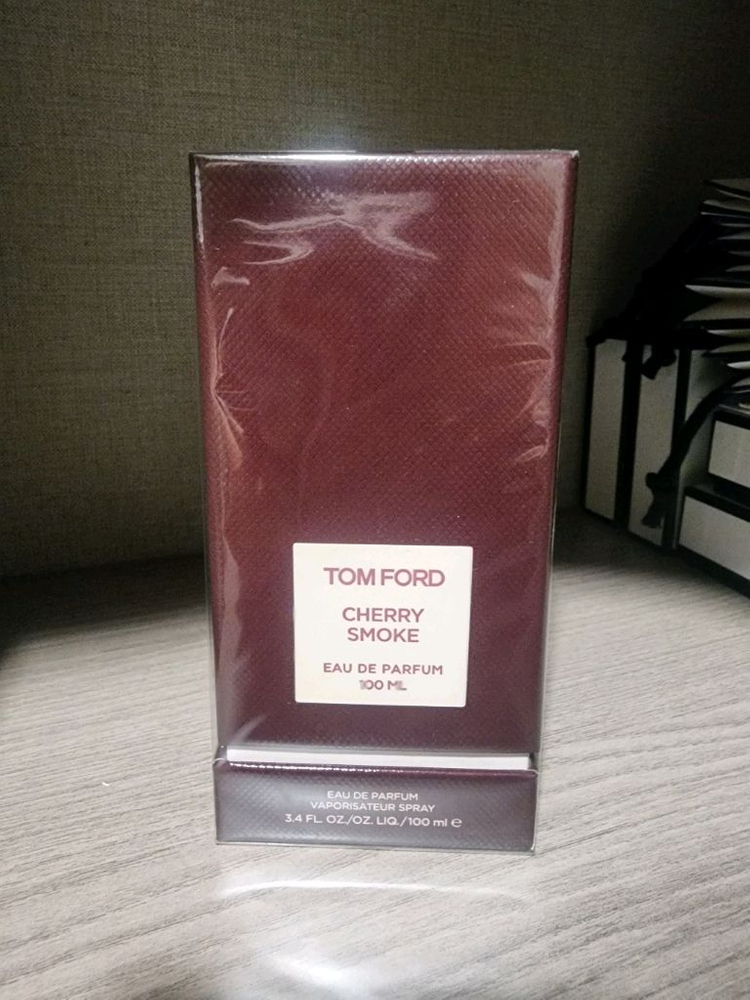 TOM FORD
CHERRY
SMOKE
EAU DE PARFUM
100 ML
EAU DE PARFUM
VAPORISATEUR SPRAY
3.4 FL. OZ./OZ. LIQ./100 ml ℮